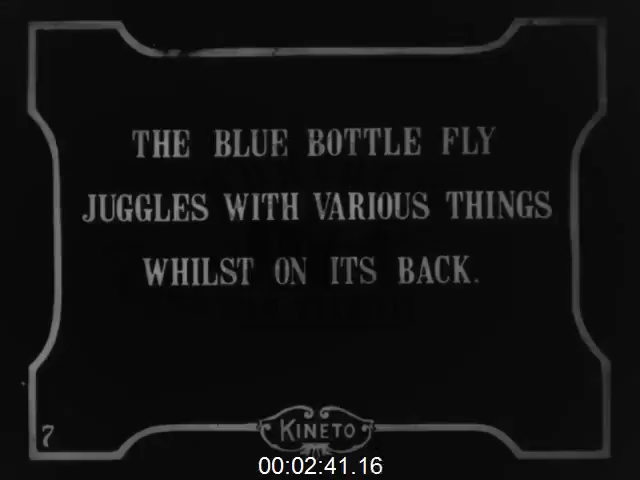 THE BLUE BOTTLE FLY
JUGGLES WITH VARIOUS THINGS
WHILST ON ITS BACK.
7
KINETO
00:02:41.16